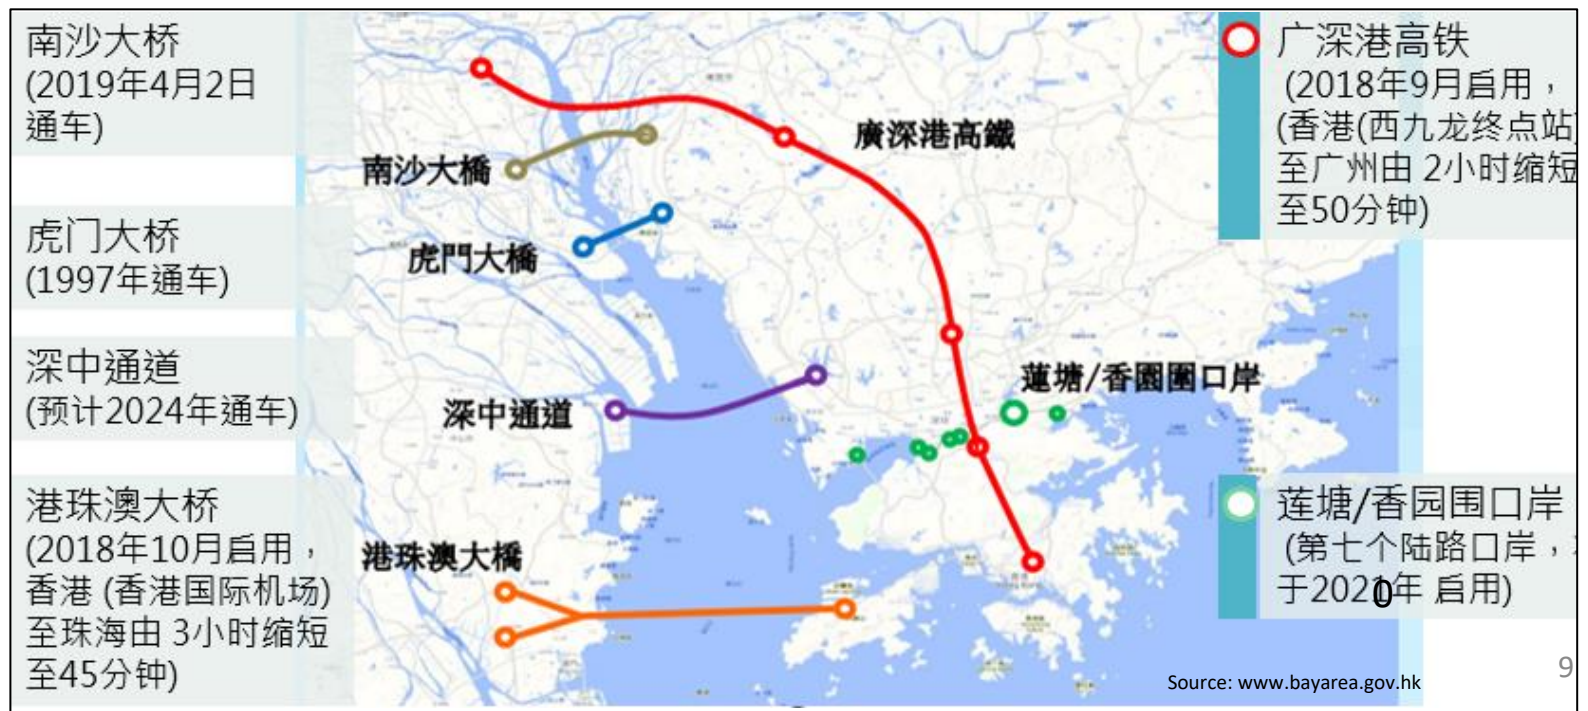 南沙大桥
(2019年4月2日
通车)
虎门大桥
(1997年通车)
深中通道
(预计2024年通车)
港珠澳大桥
(2018年10月启用，
香港 (香港国际机场)
至珠海由 3小时缩短
至45分钟)
廣深港高鐵
南沙大橋
虎門大橋
蓮塘/香園圍口岸
深中通道
港珠澳大橋
广深港高铁
(2018年9月启用，
(香港(西九龙终点站)
至广州由 2小时缩短
至50分钟)
莲塘/香园围口岸
(第七个陆路口岸，
于2020年 启用)
Source: www.bayarea.gov.hk
9